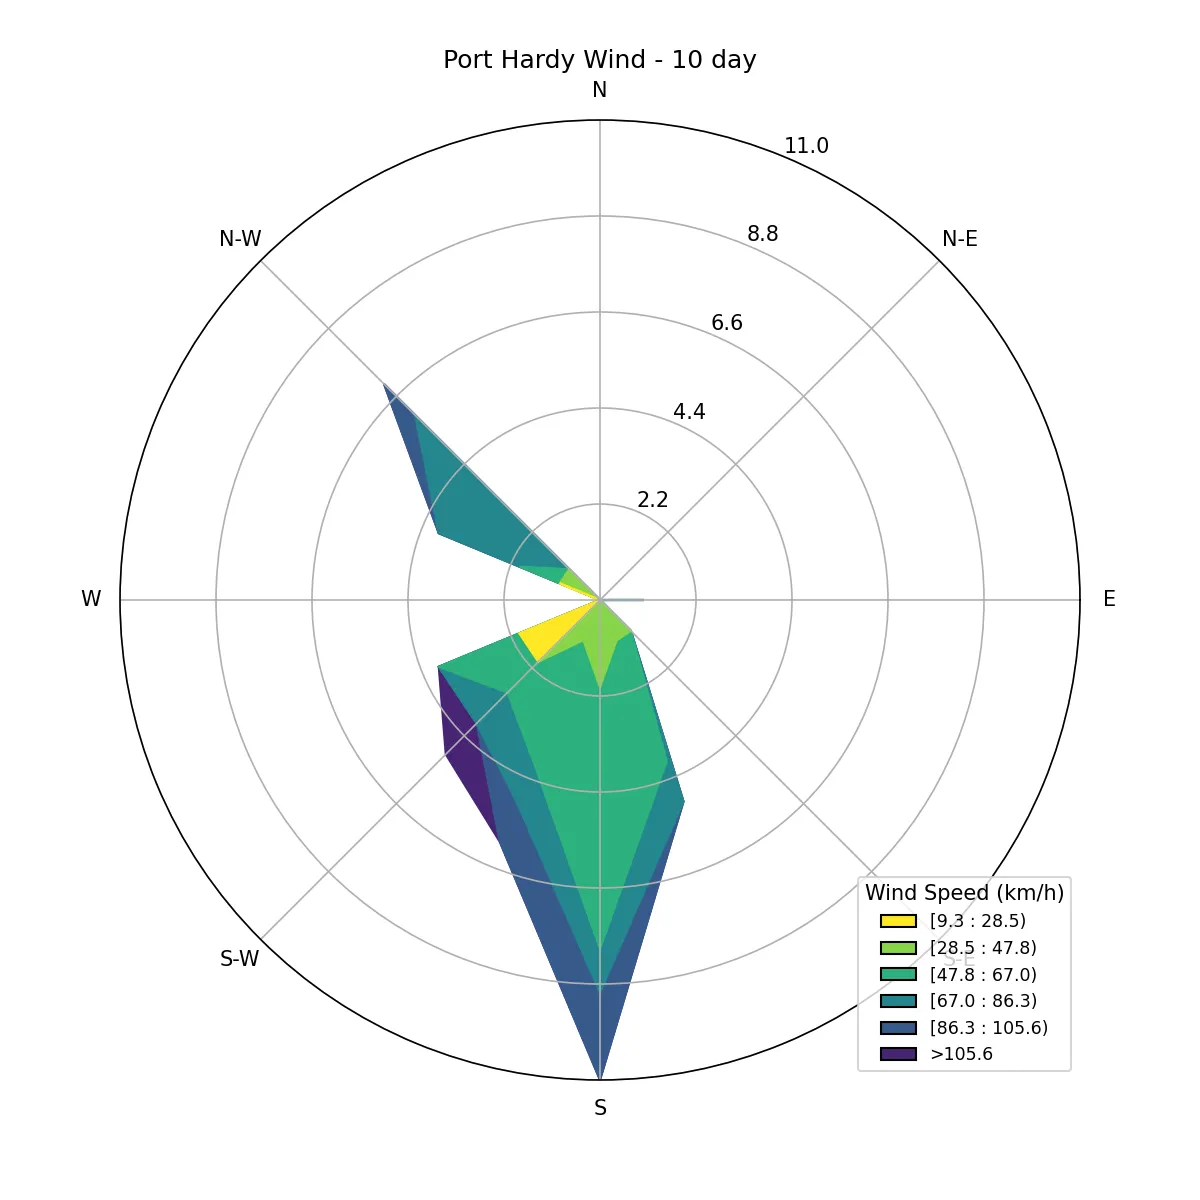 Port Hardy Wind - 10 day
N
11.0
N-W
N-E
8.8
6.6
4.4
2.2
W
E
Wind Speed (km/h)
[9.3 : 28.5)
[28.5 : 47.8)
S-W
S-E
[47.8 : 67.0)
[67.0 : 86.3)
[86.3 : 105.6)
>105.6
S